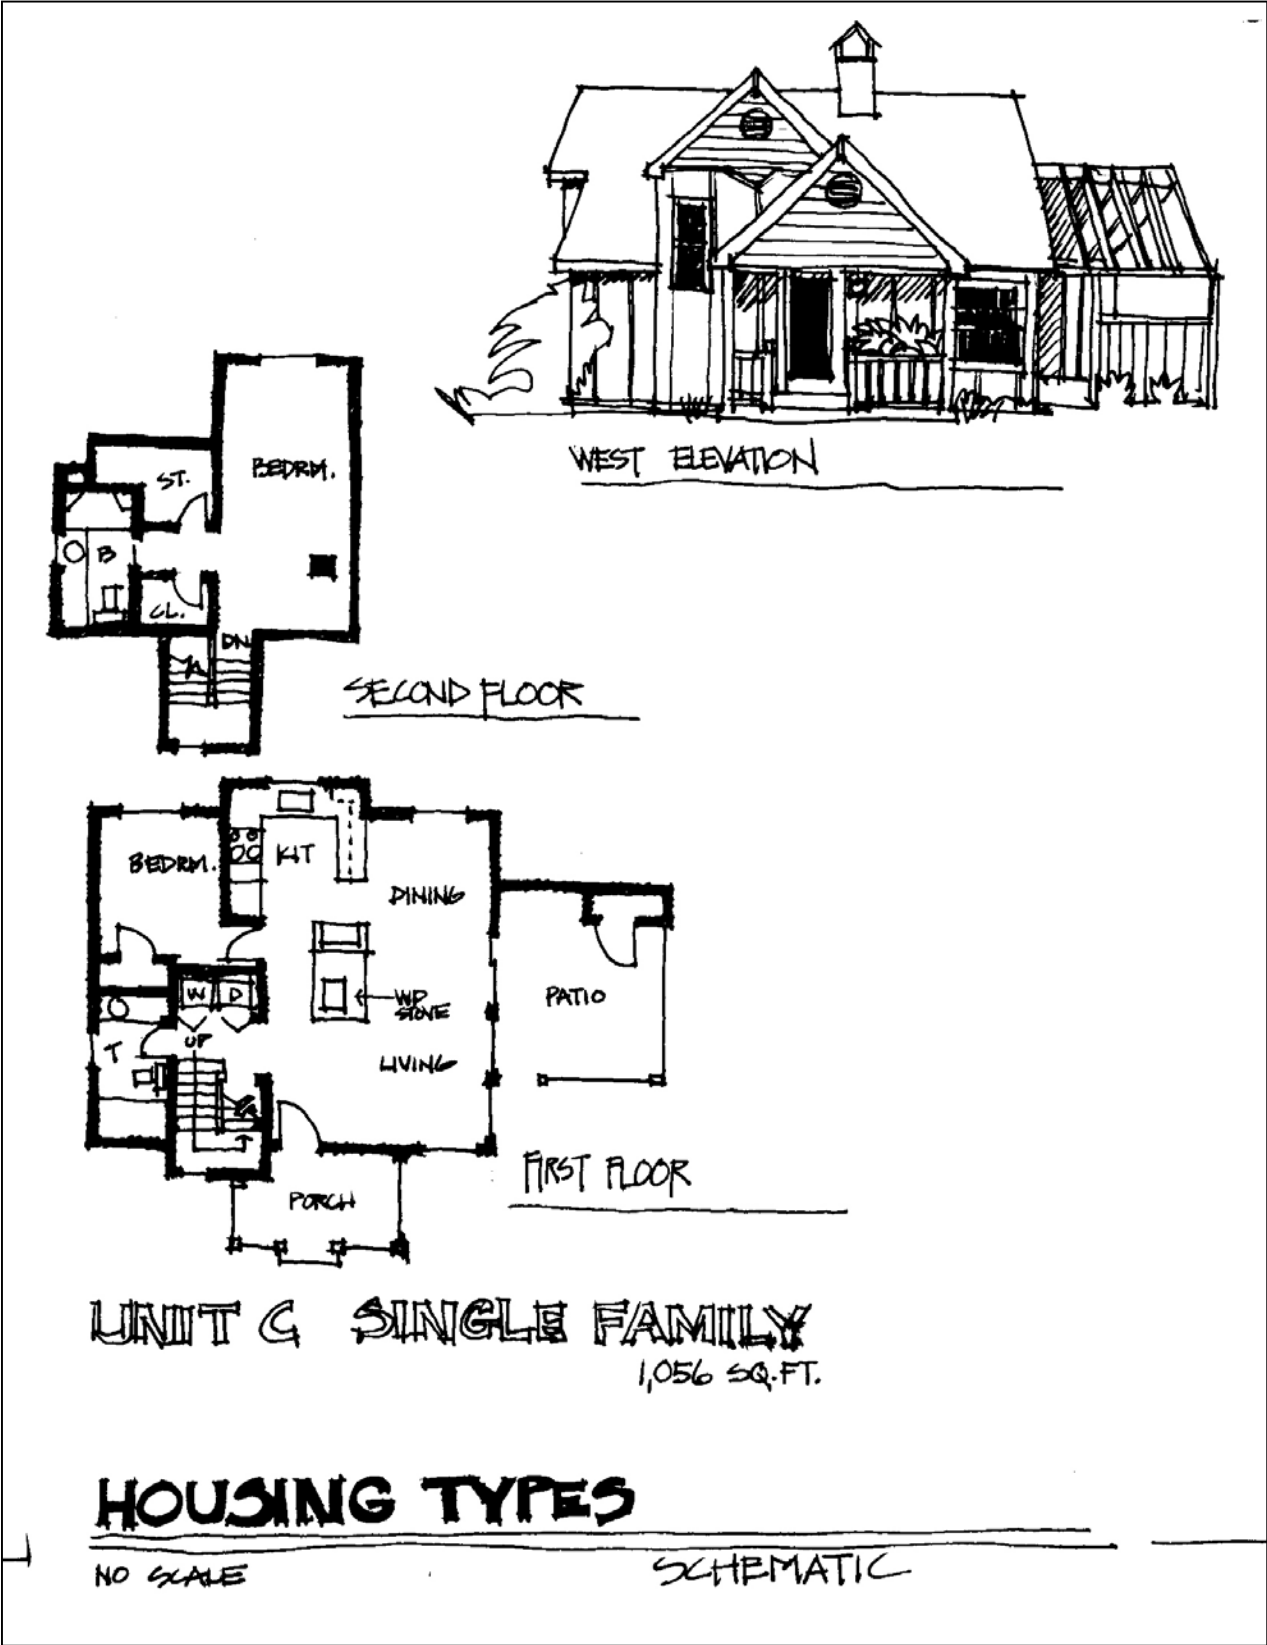 WEST ELEVATION
ST.
BEDRM.
B
CL.
DN
SECOND FLOOR
KIT
BEDRM.
DINING
W D
WD
STOVE
PATIO
UP
T
LIVING
FIRST FLOOR
PORCH
UNIT C SINGLE FAMILY
1,056 SQ.FT.
HOUSING TYPES
NO SCALE
SCHEMATIC